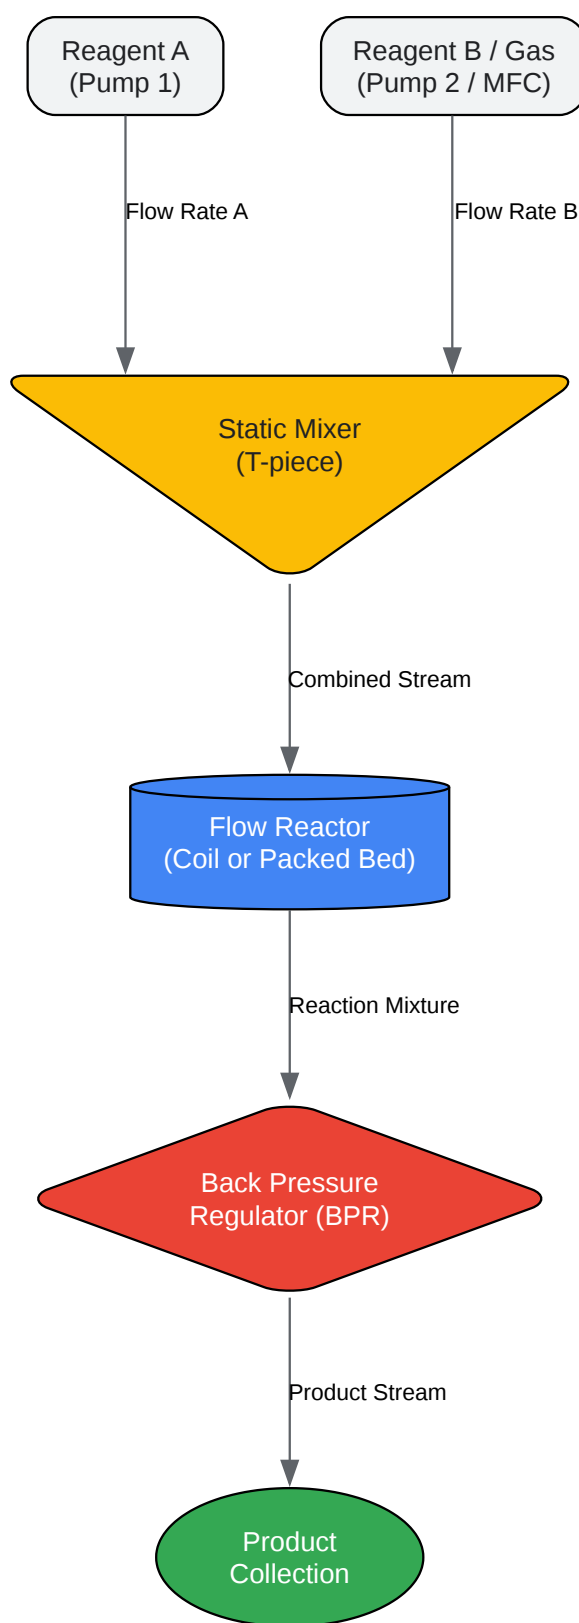 Reagent A
(Pump 1)
Reagent B / Gas
(Pump 2 / MFC)
Flow Rate A
Flow Rate B
Static Mixer
(T-piece)
Combined Stream
Flow Reactor
(Coil or Packed Bed)
Reaction Mixture
Back Pressure
Regulator (BPR)
Product Stream
Product
Collection